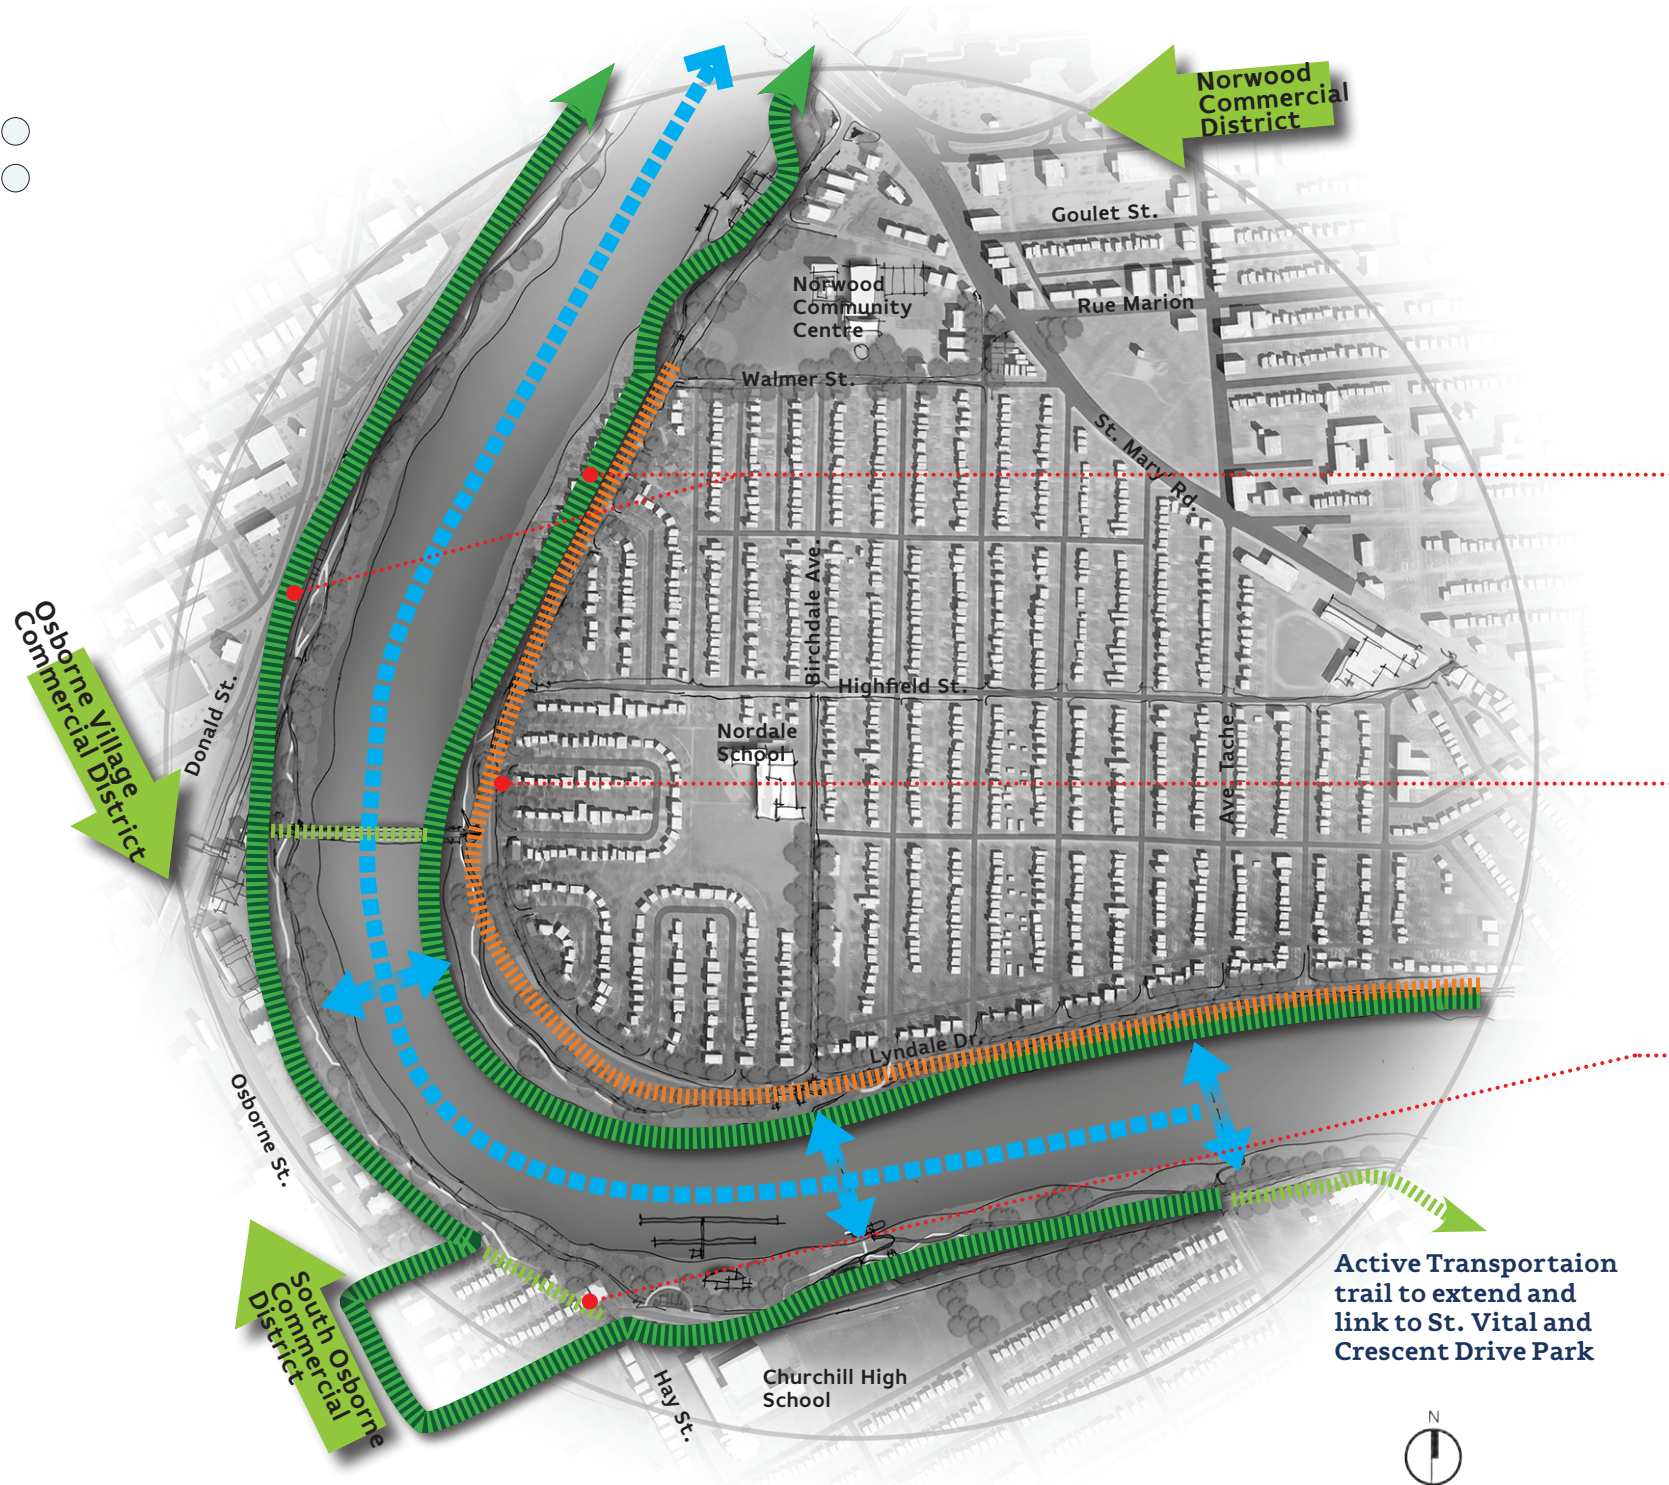 Norwood
Commercial
District
Goulet St.
Norwood
Community
Centre
Rue Marion
Walmer St.
St. Mary' Rd.
Birchdale Ave.
Osborne Village
Commercial District
Donald St.
Highfield St.
Nordale
School
Ave. Tache
Lyndale Dr.
Osborne St.
Active Transportaion
trail to extend and
link to St. Vital and
Crescent Drive Park
South Osborne
Commercial
District
Hay St.
Churchill High
School
N